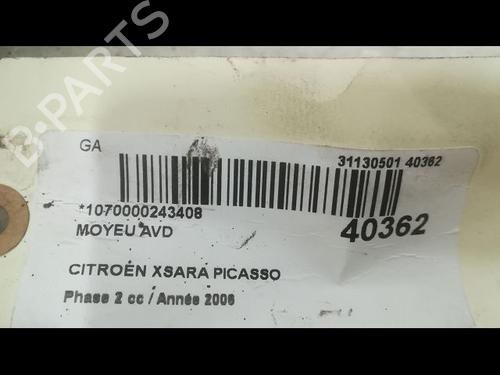 B-PARTS
GA
31130501 40362
*1070000243408
40362
MOYEU AVD
CITROËN XSARA PICASSO
Phase 2 cc / Année 2006